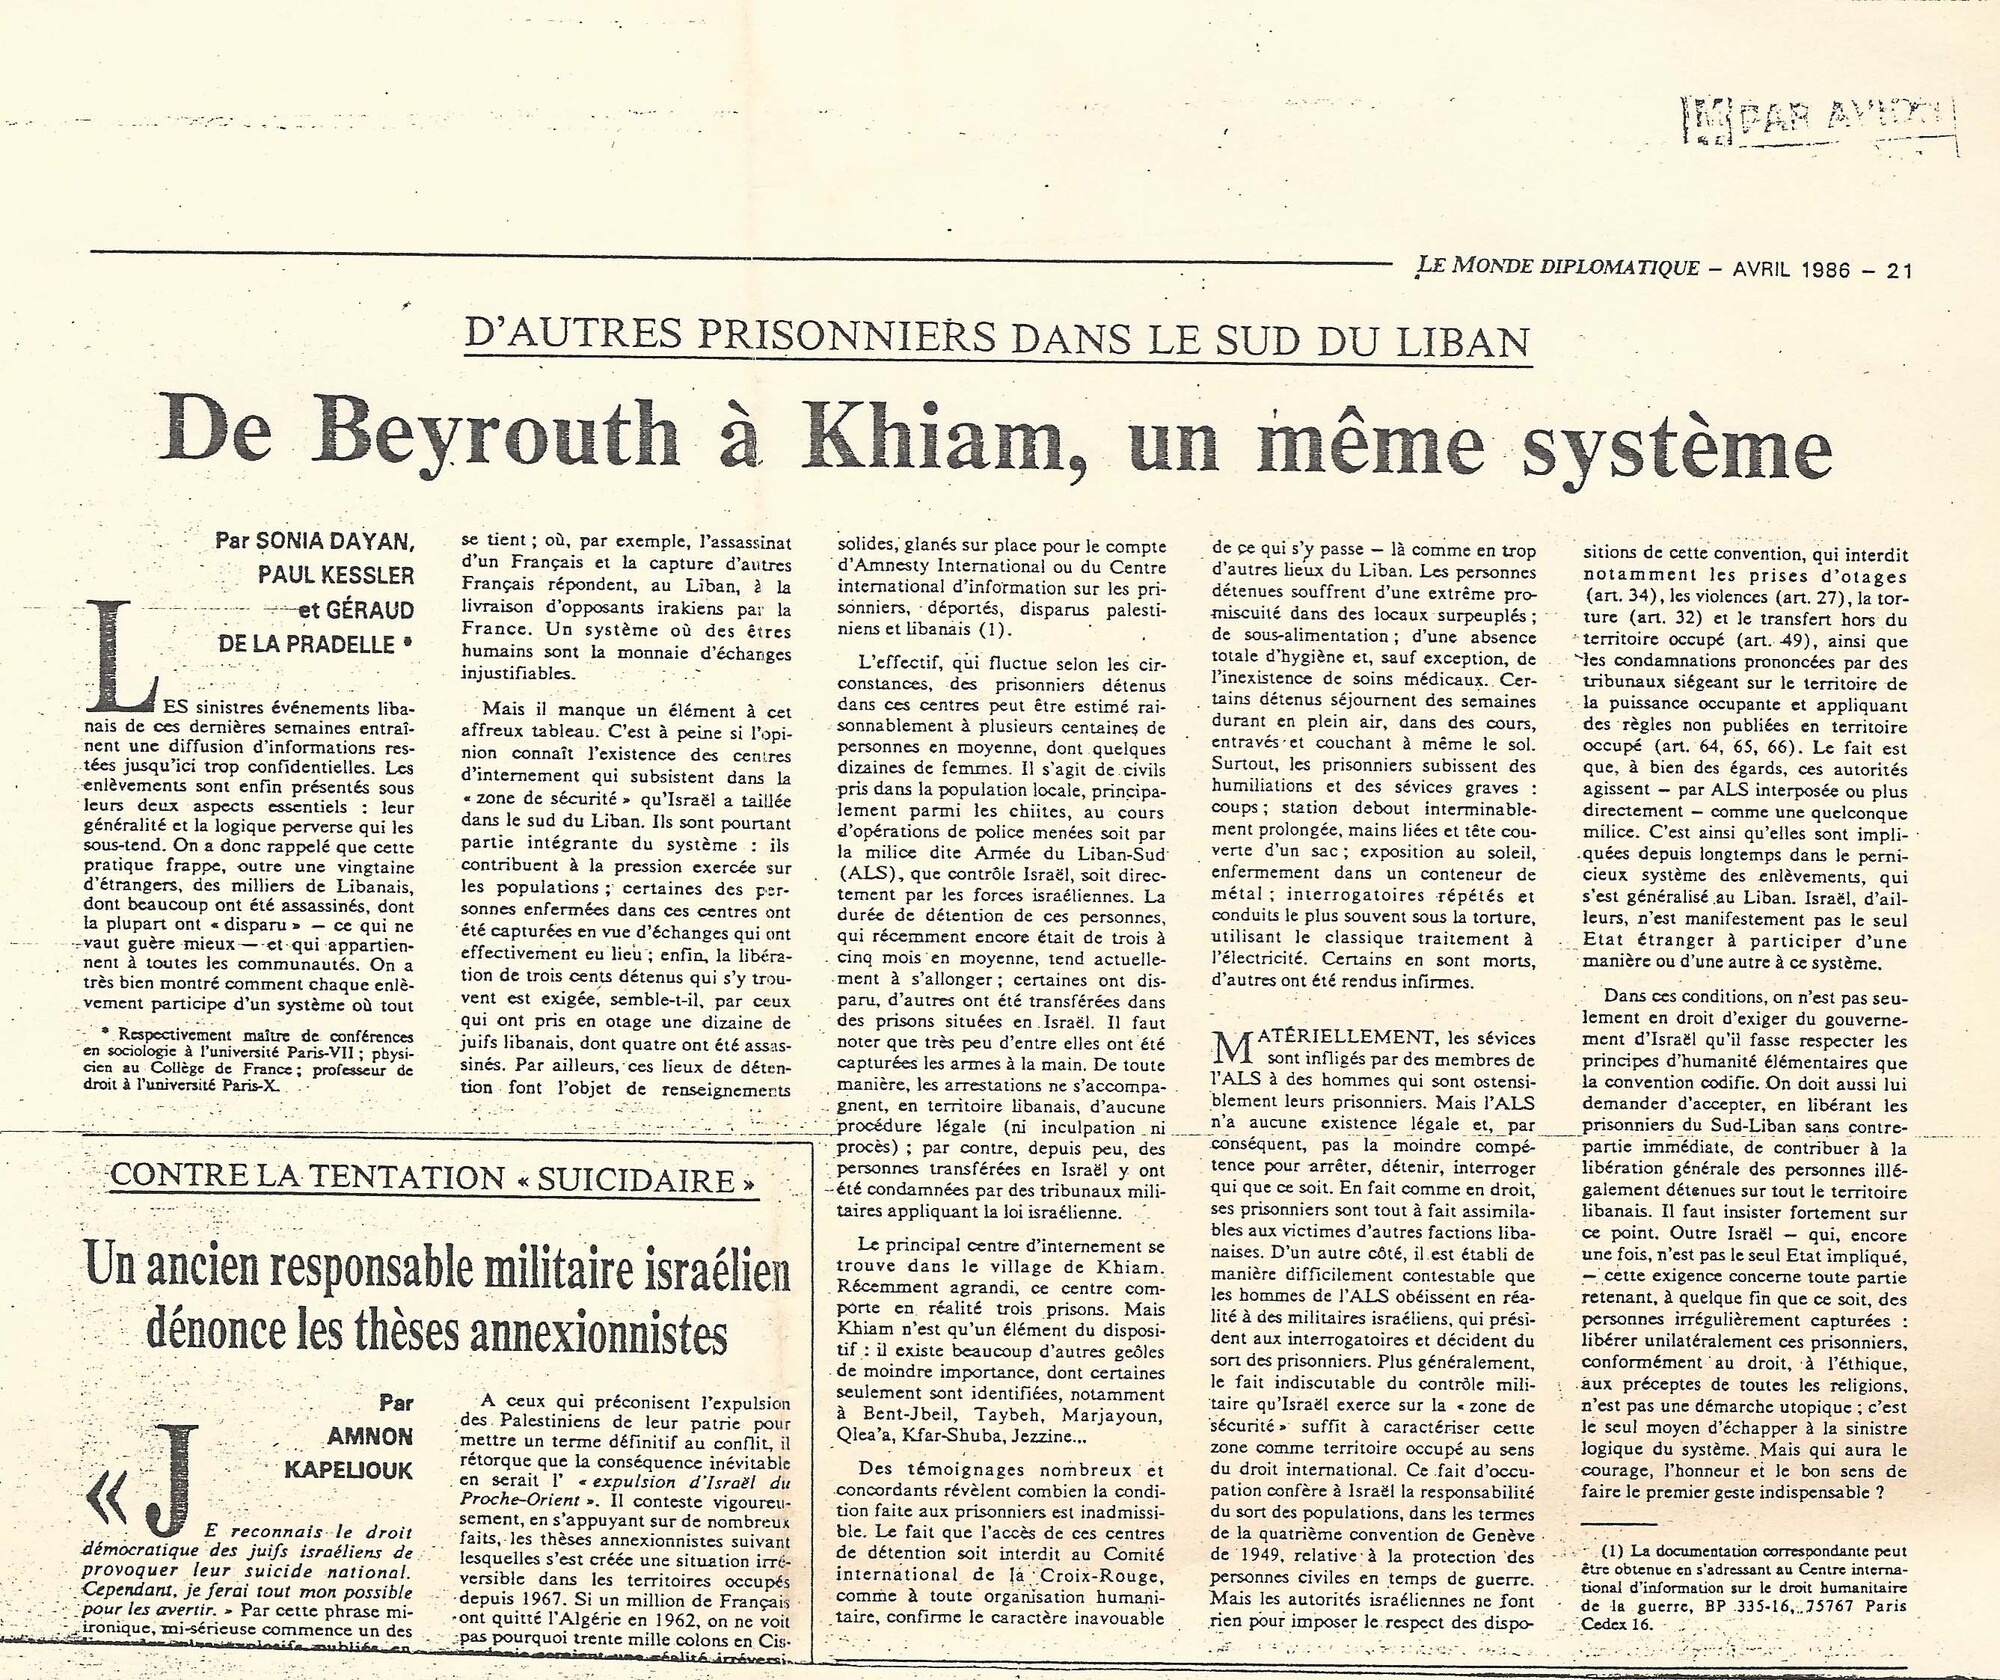 PAR AVION
LE MONDE DIPLOMATIQUE – AVRIL 1986 – 21
D'AUTRES PRISONNIERS DANS LE SUD DU LIBAN
De Beyrouth à Khiam, un même système
Par SONIA DAYAN,
PAUL KESSLER
et GÉRAUD
DE LA PRADELLE *
LES sinistres événements liba-
nais de ces dernières semaines entraî-
nent une diffusion d'informations res-
tées jusqu'ici trop confidentielles. Les
enlèvements sont enfin présentés sous
leurs deux aspects essentiels : leur
généralité et la logique perverse qui les
sous-tend. On a donc rappelé que cette
pratique frappe, outre une vingtaine
d'étrangers, des milliers de Libanais,
dont beaucoup ont été assassinés, dont
la plupart ont « disparu » – ce qui ne
vaut guère mieux – et qui appartien-
nent à toutes les communautés. On a
très bien montré comment chaque enlè-
vement participe d'un système où tout
* Respectivement maître de conférences
en sociologie à l'université Paris-VII ; physi-
cien au Collège de France ; professeur de
droit à l'université Paris-X.
se tient ; où, par exemple, l'assassinat
d'un Français et la capture d'autres
Français répondent, au Liban, à la
livraison d'opposants irakiens par la
France. Un système où des êtres
humains sont la monnaie d'échanges
injustifiables.
Mais il manque un élément à cet
affreux tableau. C'est à peine si l'opi-
nion connaît l'existence des centres
d'internement qui subsistent dans la
« zone de sécurité » qu'Israël a taillée
dans le sud du Liban. Ils sont pourtant
partie intégrante du système : ils
contribuent à la pression exercée sur
les populations ; certaines des per-
sonnes enfermées dans ces centres ont
été capturées en vue d'échanges qui ont
effectivement eu lieu ; enfin, la libéra-
tion de trois cents détenus qui s'y trou-
vent est exigée, semble-t-il, par ceux
qui ont pris en otage une dizaine de
juifs libanais, dont quatre ont été assas-
sinés. Par ailleurs, ces lieux de déten-
tion font l'objet de renseignements
solides, glanés sur place pour le compte
d'Amnesty International ou du Centre
international d'information sur les pri-
sonniers, déportés, disparus palesti-
niens et libanais (1).
L'effectif, qui fluctue selon les cir-
constances, des prisonniers détenus
dans ces centres peut être estimé rai-
sonnablement à plusieurs centaines de
personnes en moyenne, dont quelques
dizaines de femmes. Il s'agit de civils
pris dans la population locale, principa-
lement parmi les chiites, au cours
d'opérations de police menées soit par
la milice dite Armée du Liban-Sud
(ALS), que contrôle Israël, soit direc-
tement par les forces israéliennes. La
durée de détention de ces personnes,
qui récemment encore était de trois à
cinq mois en moyenne, tend actuelle-
ment à s'allonger ; certaines ont dis-
paru, d'autres ont été transférées dans
des prisons situées en Israël. Il faut
noter que très peu d'entre elles ont été
capturées les armes à la main. De toute
manière, les arrestations ne s'accompa-
gnent, en territoire libanais, d'aucune
procédure légale (ni inculpation ni
procès) ; par contre, depuis peu, des
personnes transférées en Israël y ont
été condamnées par des tribunaux mili-
taires appliquant la loi israélienne.
Le principal centre d'internement se
trouve dans le village de Khiam.
Récemment agrandi, ce centre com-
porte en réalité trois prisons. Mais
Khiam n'est qu'un élément du disposi-
tif : il existe beaucoup d'autres geôles
de moindre importance, dont certaines
seulement sont identifiées, notamment
à Bent-Jbeil, Taybeh, Marjayoun,
Qlea'a, Kfar-Shuba, Jezzine...
Des témoignages nombreux et
concordants révèlent combien la condi-
tion faite aux prisonniers est inadmissi-
ble. Le fait que l'accès de ces centres
de détention soit interdit au Comité
international de la Croix-Rouge,
comme à toute organisation humani-
taire, confirme le caractère inavouable
de ce qui s'y passe – là comme en trop
d'autres lieux du Liban. Les personnes
détenues souffrent d'une extrême pro-
miscuité dans des locaux surpeuplés ;
de sous-alimentation ; d'une absence
totale d'hygiène et, sauf exception, de
l'inexistence de soins médicaux. Cer-
tains détenus séjournent des semaines
durant en plein air, dans des cours,
entravés et couchant à même le sol.
Surtout, les prisonniers subissent des
humiliations et des sévices graves :
coups ; station debout interminable-
ment prolongée, mains liées et tête cou-
verte d'un sac ; exposition au soleil,
enfermement dans un conteneur de
métal ; interrogatoires répétés et
conduits le plus souvent sous la torture,
utilisant le classique traitement à
l'électricité. Certains en sont morts,
d'autres ont été rendus infirmes.
MATÉRIELLEMENT, les sévices
sont infligés par des membres de
l'ALS à des hommes qui sont ostensi-
blement leurs prisonniers. Mais l'ALS
n'a aucune existence légale et, par
conséquent, pas la moindre compé-
tence pour arrêter, détenir, interroger
qui que ce soit. En fait comme en droit,
ses prisonniers sont tout à fait assimila-
bles aux victimes d'autres factions liba-
naises. D'un autre côté, il est établi de
manière difficilement contestable que
les hommes de l'ALS obéissent en réa-
lité à des militaires israéliens, qui prési-
dent aux interrogatoires et décident du
sort des prisonniers. Plus généralement,
le fait indiscutable du contrôle mili-
taire qu'Israël exerce sur la « zone de
sécurité » suffit à caractériser cette
zone comme territoire occupé au sens
du droit international. Ce fait d'occu-
pation confère à Israël la responsabilité
du sort des populations, dans les termes
de la quatrième convention de Genève
de 1949, relative à la protection des
personnes civiles en temps de guerre.
Mais les autorités israéliennes ne font
rien pour imposer le respect des dispo-
sitions de cette convention, qui interdit
notamment les prises d'otages
(art. 34), les violences (art. 27), la tor-
ture (art. 32) et le transfert hors du
territoire occupé (art. 49), ainsi que
les condamnations prononcées par des
tribunaux siégeant sur le territoire de
la puissance occupante et appliquant
des règles non publiées en territoire
occupé (art. 64, 65, 66). Le fait est
que, à bien des égards, ces autorités
agissent – par ALS interposée ou plus
directement – comme une quelconque
milice. C'est ainsi qu'elles sont impli-
quées depuis longtemps dans le perni-
cieux système des enlèvements, qui
s'est généralisé au Liban. Israël, d'ail-
leurs, n'est manifestement pas le seul
Etat étranger à participer d'une
manière ou d'une autre à ce système.
Dans ces conditions, on n'est pas seu-
lement en droit d'exiger du gouverne-
ment d'Israël qu'il fasse respecter les
principes d'humanité élémentaires que
la convention codifie. On doit aussi lui
demander d'accepter, en libérant les
prisonniers du Sud-Liban sans contre-
partie immédiate, de contribuer à la
libération générale des personnes illé-
galement détenues sur tout le territoire
libanais. Il faut insister fortement sur
ce point. Outre Israël – qui, encore
une fois, n'est pas le seul Etat impliqué,
– cette exigence concerne toute partie
retenant, à quelque fin que ce soit, des
personnes irrégulièrement capturées :
libérer unilatéralement ces prisonniers,
conformément au droit, à l'éthique,
aux préceptes de toutes les religions,
n'est pas une démarche utopique ; c'est
le seul moyen d'échapper à la sinistre
logique du système. Mais qui aura le
courage, l'honneur et le bon sens de
faire le premier geste indispensable ?
(1) La documentation correspondante peut
être obtenue en s'adressant au Centre interna-
tional d'information sur le droit humanitaire
de la guerre, BP 335-16, 75767 Paris
Cedex 16.
CONTRE LA TENTATION « SUICIDAIRE »
Un ancien responsable militaire israélien
dénonce les thèses annexionnistes
Par
AMNON
KAPELIOUK
« JE reconnais le droit
démocratique des juifs israéliens de
provoquer leur suicide national.
Cependant, je ferai tout mon possible
pour les avertir. » Par cette phrase mi-
ironique, mi-sérieuse commence un des
A ceux qui préconisent l'expulsion
des Palestiniens de leur patrie pour
mettre un terme définitif au conflit, il
rétorque que la conséquence inévitable
en serait l' « expulsion d'Israël du
Proche-Orient ». Il conteste vigoureu-
sement, en s'appuyant sur de nombreux
faits, les thèses annexionnistes suivant
lesquelles s'est créée une situation irré-
versible dans les territoires occupés
depuis 1967. Si un million de Français
ont quitté l'Algérie en 1962, on ne voit
pas pourquoi trente mille colons en Cis-